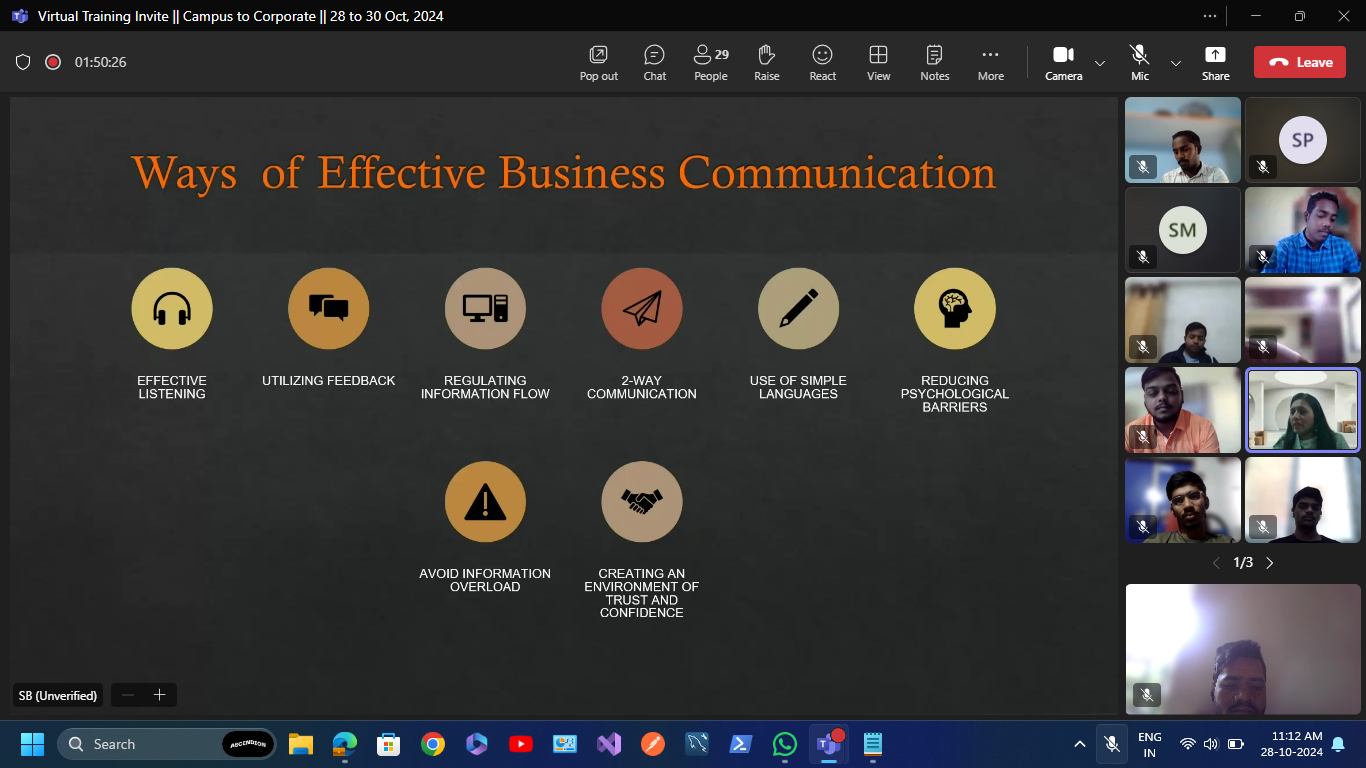 Virtual Training Invite || Campus to Corporate || 28 to 30 Oct, 2024
01:50:26
Pop out
Chat
29
People
Raise
React
View
Notes
More
Camera
Mic
Share
Leave
Ways of Effective Business Communication
EFFECTIVE
LISTENING
UTILIZING FEEDBACK
REGULATING
INFORMATION FLOW
2-WAY
COMMUNICATION
USE OF SIMPLE
LANGUAGES
REDUCING
PSYCHOLOGICAL
BARRIERS
AVOID INFORMATION
OVERLOAD
CREATING AN
ENVIRONMENT OF
TRUST AND
CONFIDENCE
SP
SM
1/3
SB (Unverified)
Search
ASCENDION
ENG
IN
11:12 AM
28-10-2024